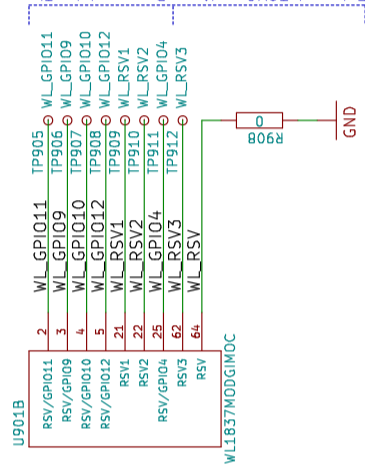 U901B
WL1837MODGIMOC
RSV/GPIO11 2 WL_GPIO11 TP905 WL_GPIO11
RSV/GPIO9 3 WL_GPIO9 TP906 WL_GPIO9
RSV/GPIO10 4 WL_GPIO10 TP907 WL_GPIO10
RSV/GPIO12 5 WL_GPIO12 TP908 WL_GPIO12
RSV1 21 WL_RSV1 TP909 WL_RSV1
RSV2 22 WL_RSV2 TP910 WL_RSV2
RSV/GPIO4 25 WL_GPIO4 TP911 WL_GPIO4
RSV3 62 WL_RSV3 TP912 WL_RSV3
RSV 64 WL_RSV
R908
0
GND